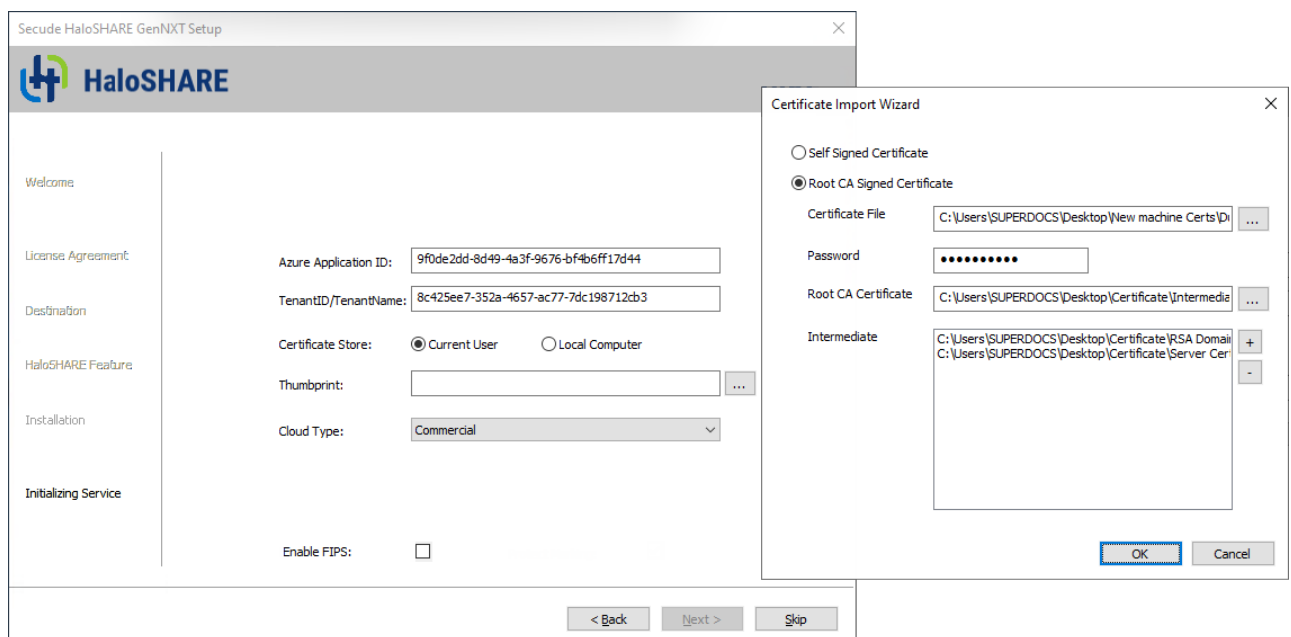 Secude HaloSHARE GenNXT Setup
HaloSHARE
Welcome
License Agreement
Destination
HaloSHARE Feature
Installation
Initializing Service
Azure Application ID: 9f0de2dd-8d49-4a3f-9676-bf4b6ff17d44
TenantID/TenantName: 8c425ee7-352a-4657-ac77-7dc198712cb3
Certificate Store: Current User Local Computer
Thumbprint: ...
Cloud Type: Commercial
Enable FIPS:
< Back Next > Skip
Certificate Import Wizard
Self Signed Certificate
Root CA Signed Certificate
Certificate File C:\Users\SUPERDOCS\Desktop\New machine Certs\D ...
Password ••••••••••
Root CA Certificate C:\Users\SUPERDOCS\Desktop\Certificate\Intermedia ...
Intermediate
C:\Users\SUPERDOCS\Desktop\Certificate\RSA Domai +
C:\Users\SUPERDOCS\Desktop\Certificate\Server Cer
-
OK Cancel